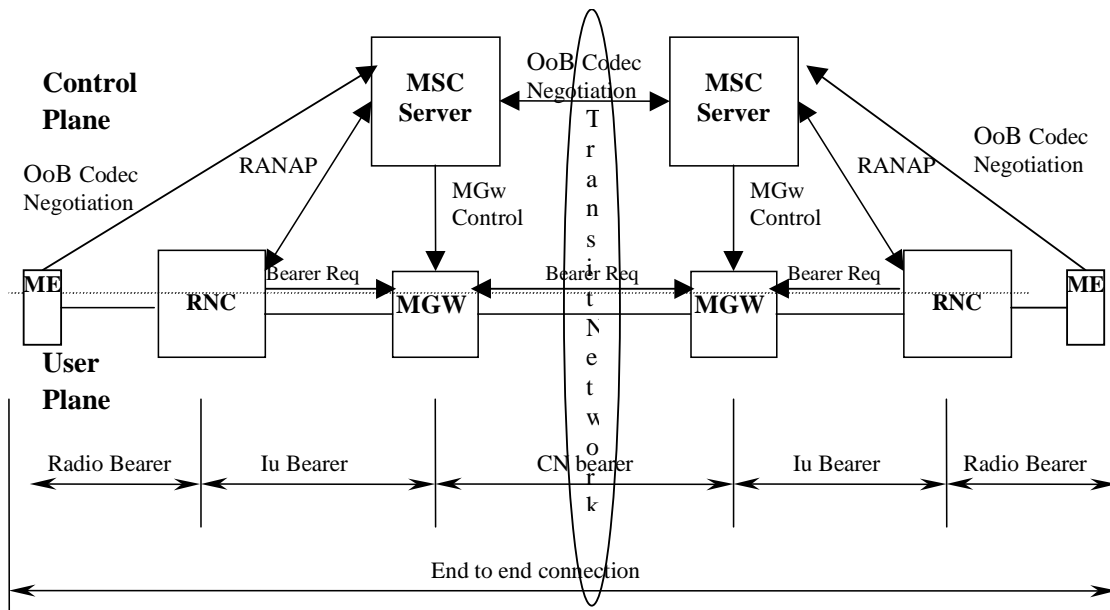 Control
Plane
MSC
Server
OoB Codec
Negotiation
MSC
Server
OoB Codec
Negotiation
RANAP
MGw
Control
MGw
Control
RANAP
OoB Codec
Negotiation
ME
RNC
Bearer Req
MGW
Bearer Req
MGW
Bearer Req
RNC
ME
Transit Network
User
Plane
Radio Bearer
Iu Bearer
CN bearer
Iu Bearer
Radio Bearer
End to end connection